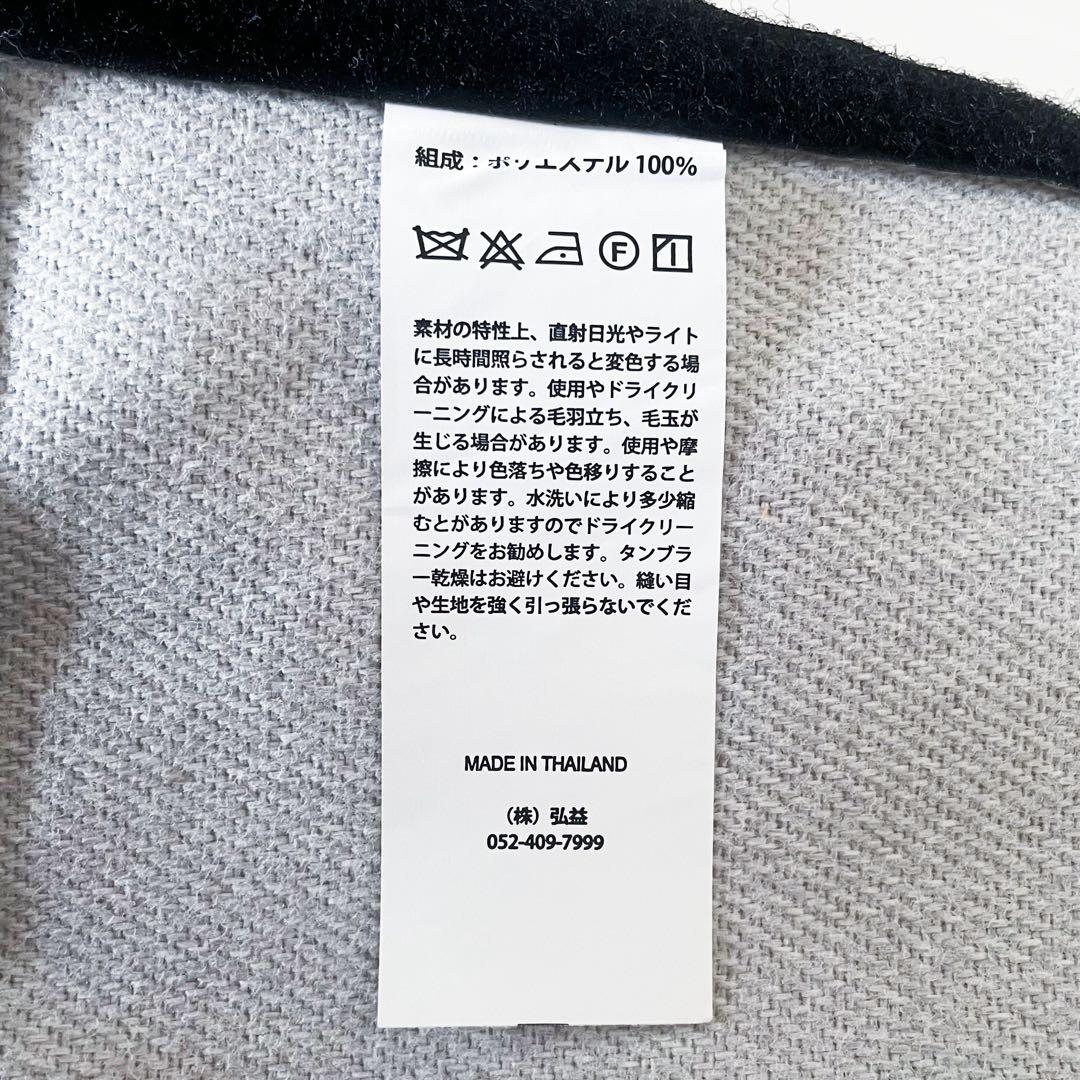 組成：ポリエステル 100%
F
素材の特性上、直射日光やライト
に長時間照らされると変色する場
合があります。使用やドライクリ
ーニングによる毛羽立ち、毛玉が
生じる場合があります。使用や摩
擦により色落ちや色移りすること
があります。水洗いにより多少縮
むとがありますのでドライクリー
ニングをお勧めします。タンブラ
ー乾燥はお避けください。縫い目
や生地を強く引っ張らないでくだ
さい。
MADE IN THAILAND
（株）弘益
052-409-7999